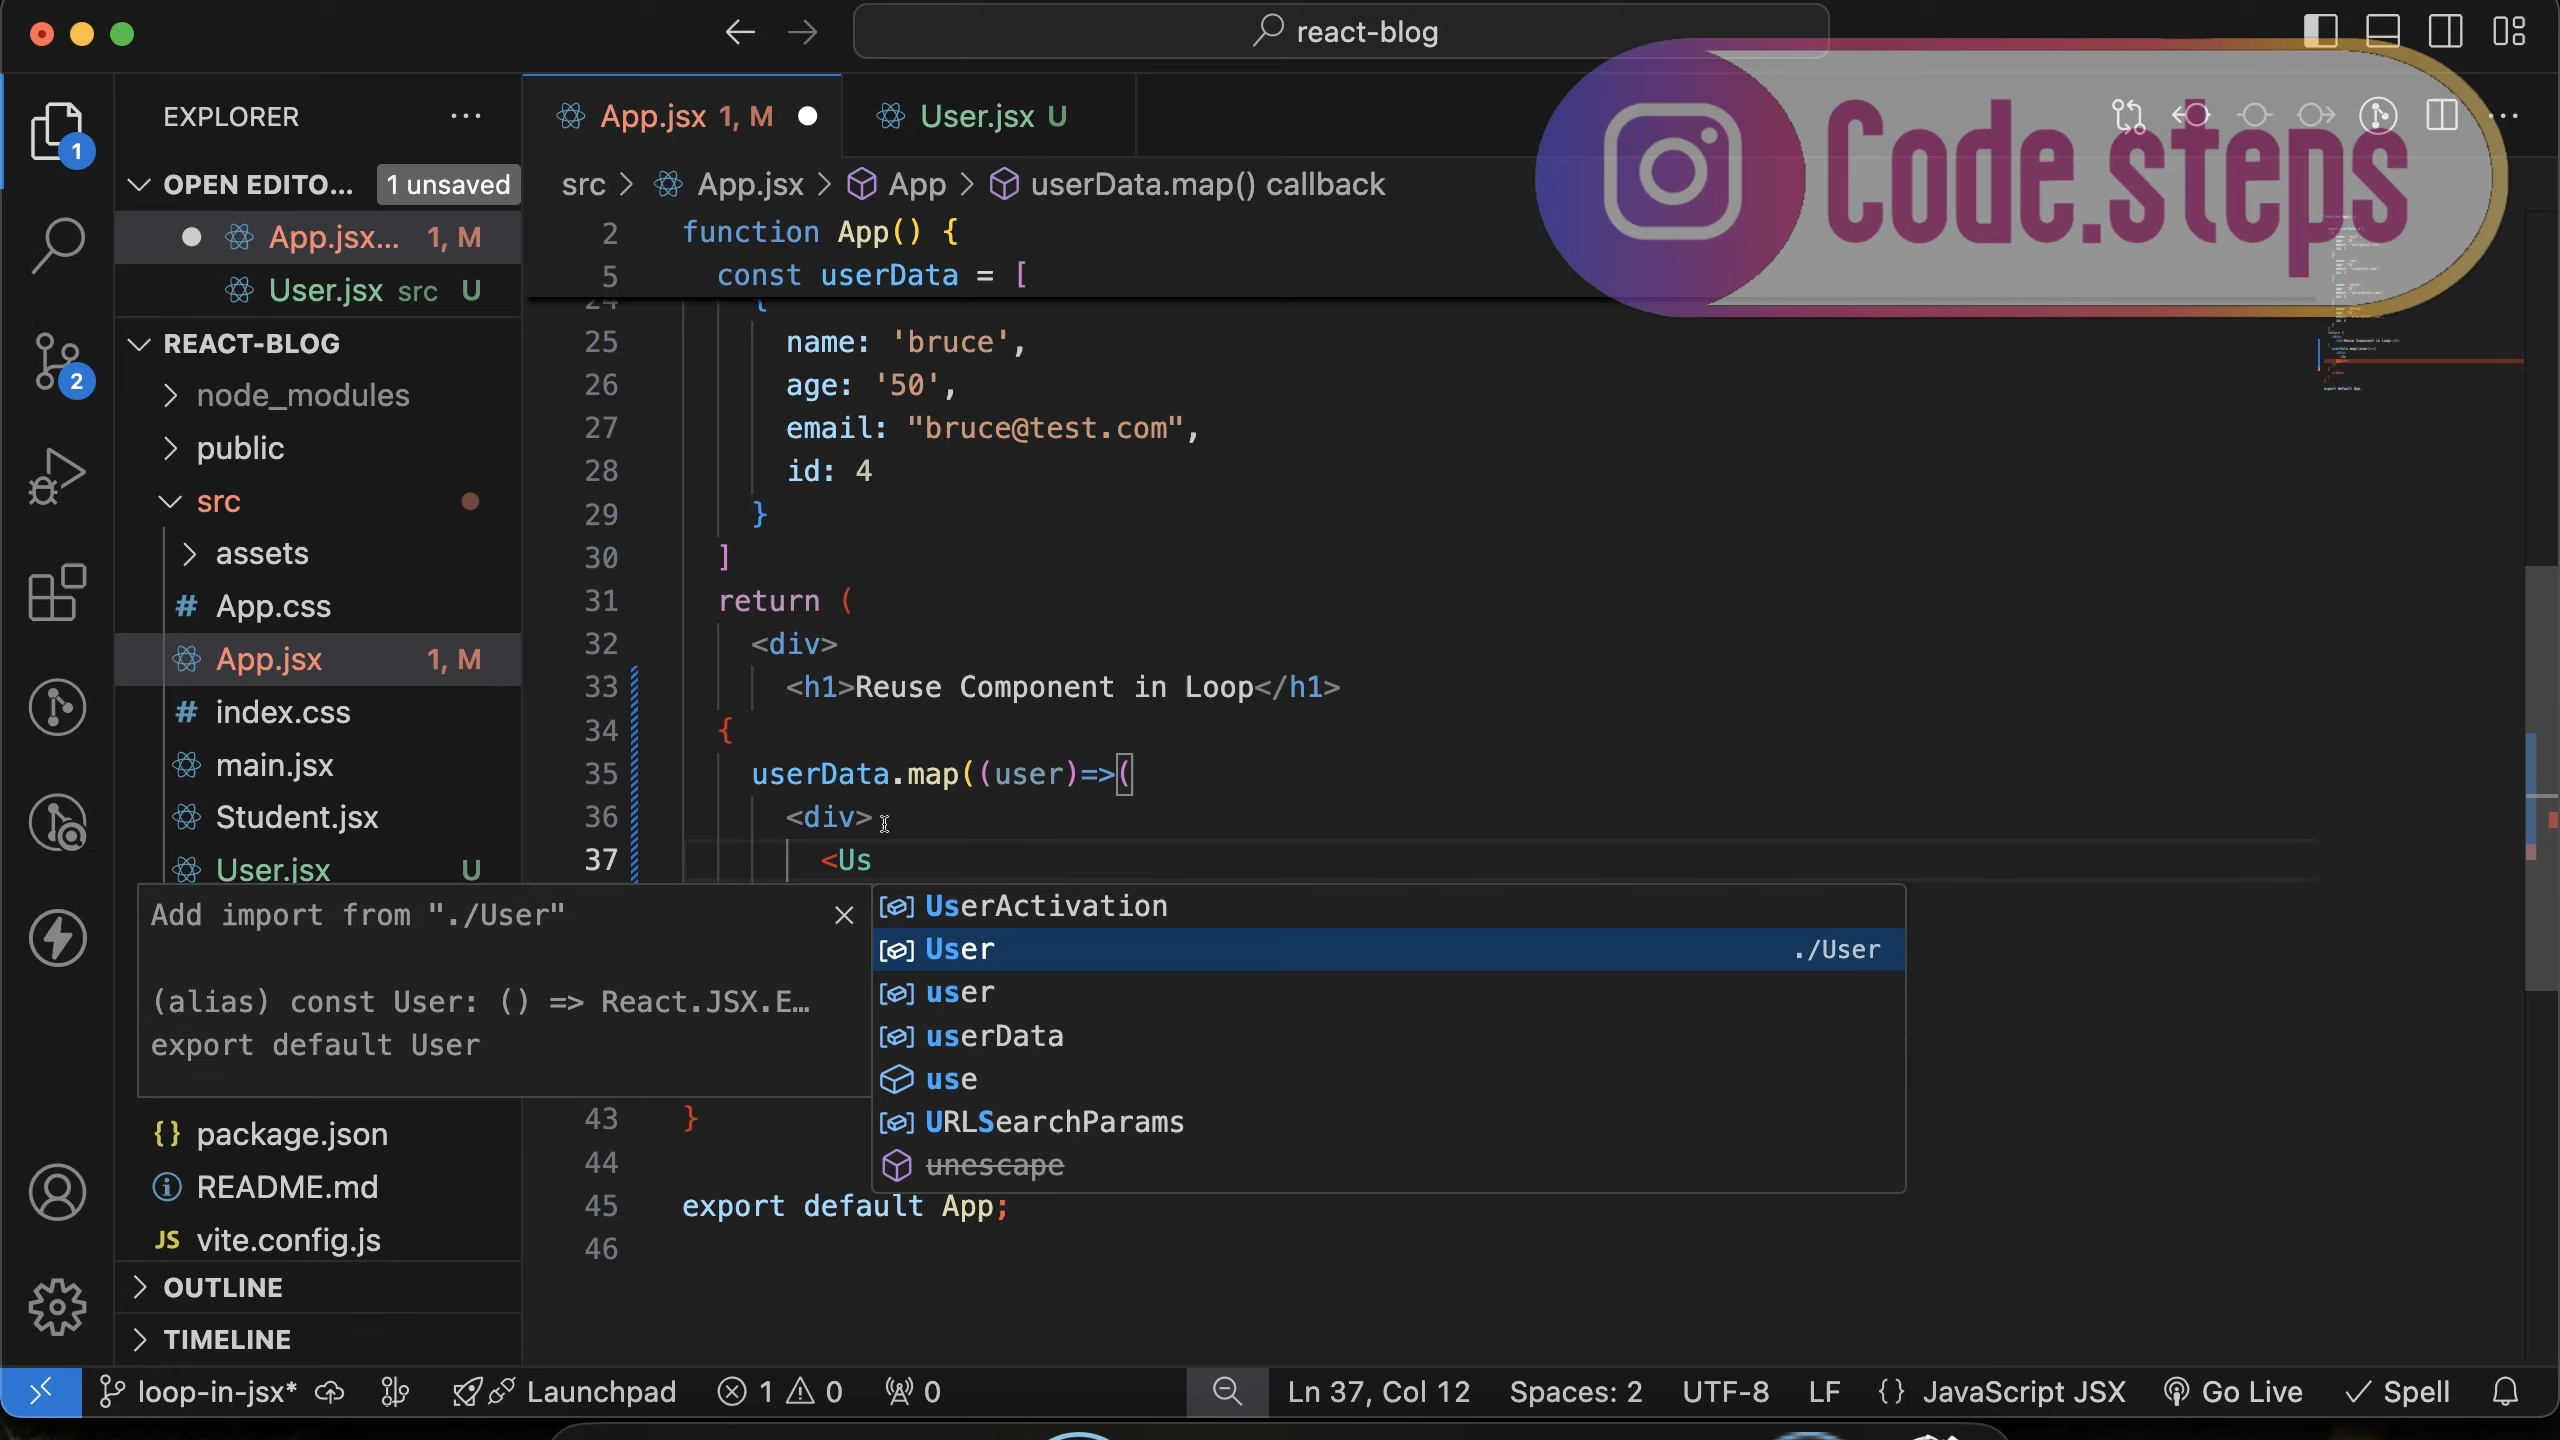 react-blog
EXPLORER
App.jsx 1, M
User.jsx U
Code.steps
OPEN EDITO... 1 unsaved
App.jsx... 1, M
User.jsx src U
REACT-BLOG
node_modules
public
src
assets
App.css
App.jsx 1, M
index.css
main.jsx
Student.jsx
User.jsx U
package.json
README.md
vite.config.js
OUTLINE
TIMELINE
src > App.jsx > App > userData.map() callback
2 function App() {
5 const userData = [
24 {
25 name: 'bruce',
26 age: '50',
27 email: "bruce@test.com",
28 id: 4
29 }
30 ]
31 return (
32 <div>
33 <h1>Reuse Component in Loop</h1>
34 {
35 userData.map((user)=>(
36 <div>
37 <Us
Add import from "./User"
(alias) const User: () => React.JSX.E...
export default User
UserActivation
User ./User
user
userData
use
URLSearchParams
unescape
43 }
44
45 export default App;
46
1
2
loop-in-jsx* Launchpad 1 0 0 Ln 37, Col 12 Spaces: 2 UTF-8 LF {} JavaScript JSX Go Live Spell